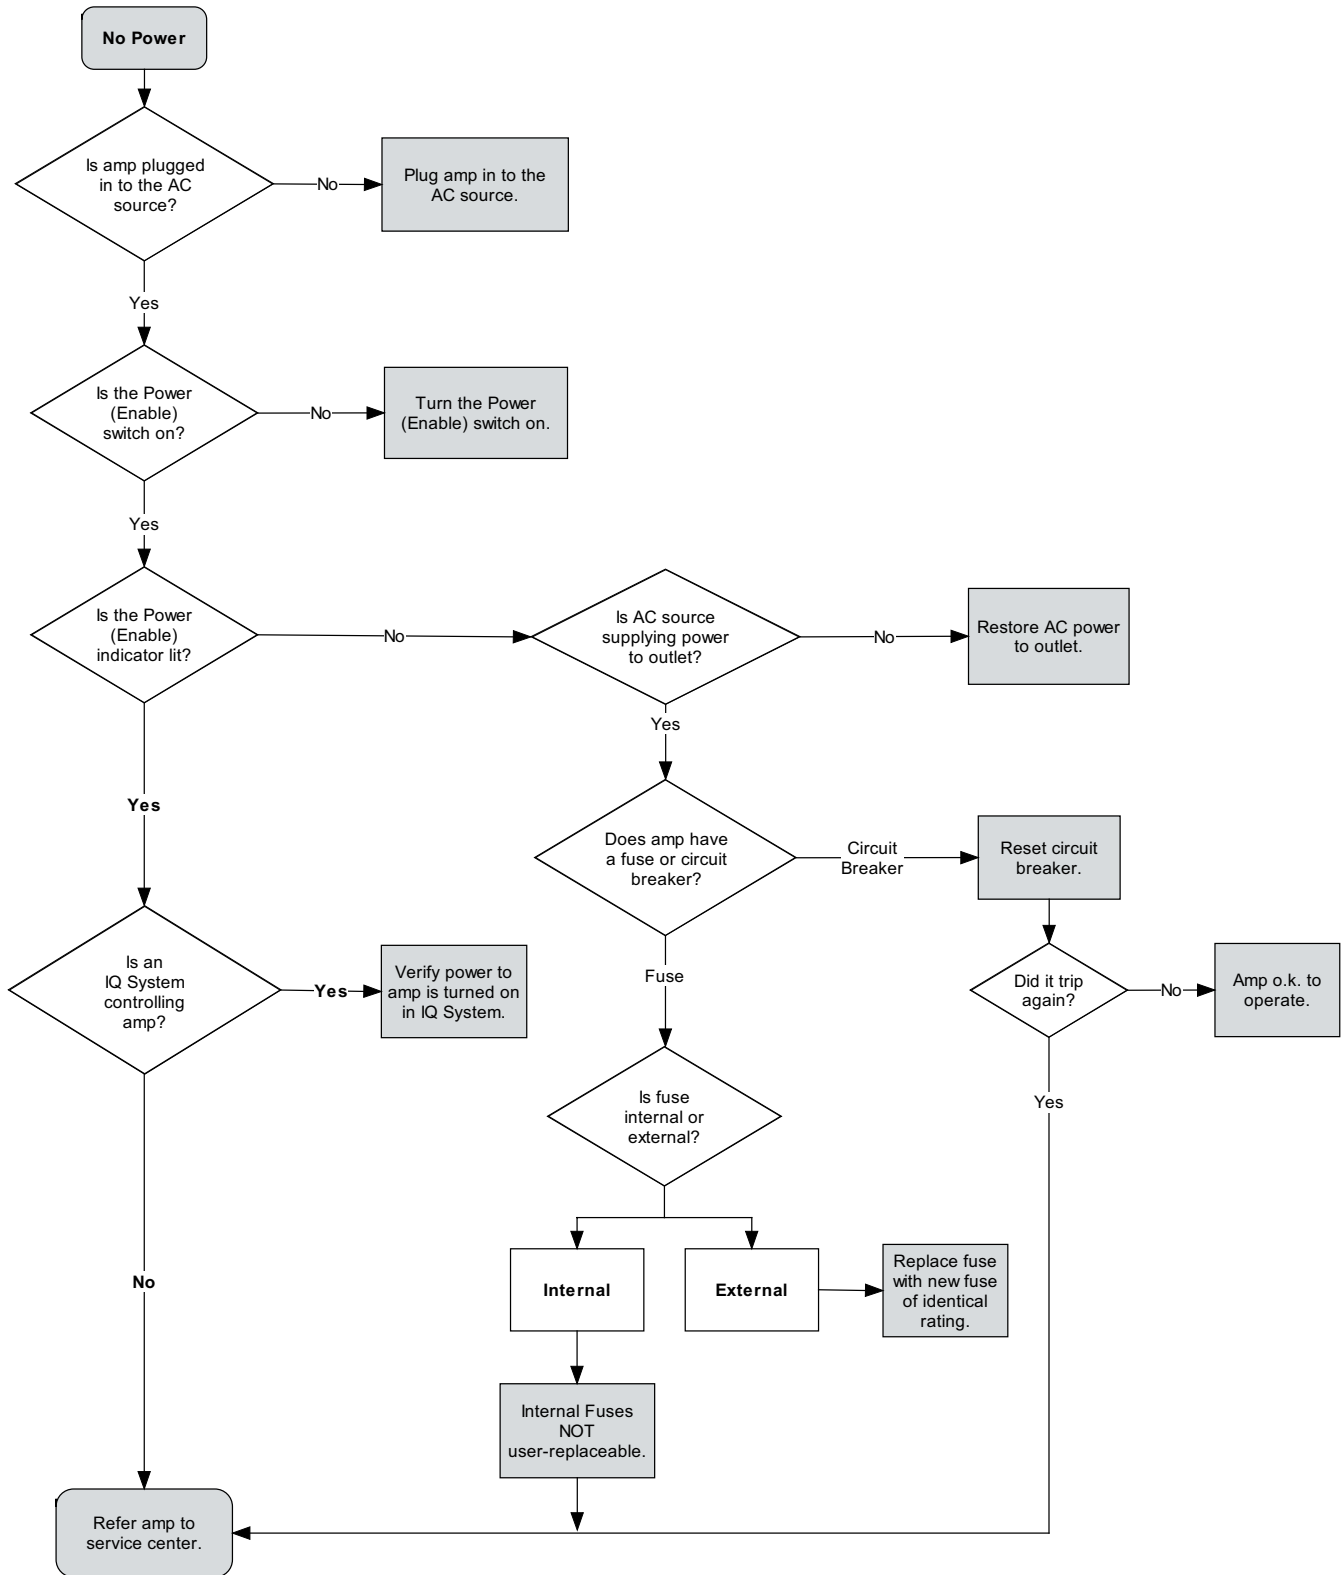 No Power
Is amp plugged
in to the AC
source?
No
Plug amp in to the
AC source.
Yes
Is the Power
(Enable)
switch on?
No
Turn the Power
(Enable) switch on.
Yes
Is the Power
(Enable)
indicator lit?
No
Is AC source
supplying power
to outlet?
No
Restore AC power
to outlet.
Yes
Yes
Does amp have
a fuse or circuit
breaker?
Circuit
Breaker
Reset circuit
breaker.
Is an
IQ System
controlling
amp?
Yes
Verify power to
amp is turned on
in IQ System.
Fuse
Did it trip
again?
No
Amp o.k. to
operate.
Is fuse
internal or
external?
Yes
No
Internal
External
Replace fuse
with new fuse
of identical
rating.
Internal Fuses
NOT
user-replaceable.
Refer amp to
service center.